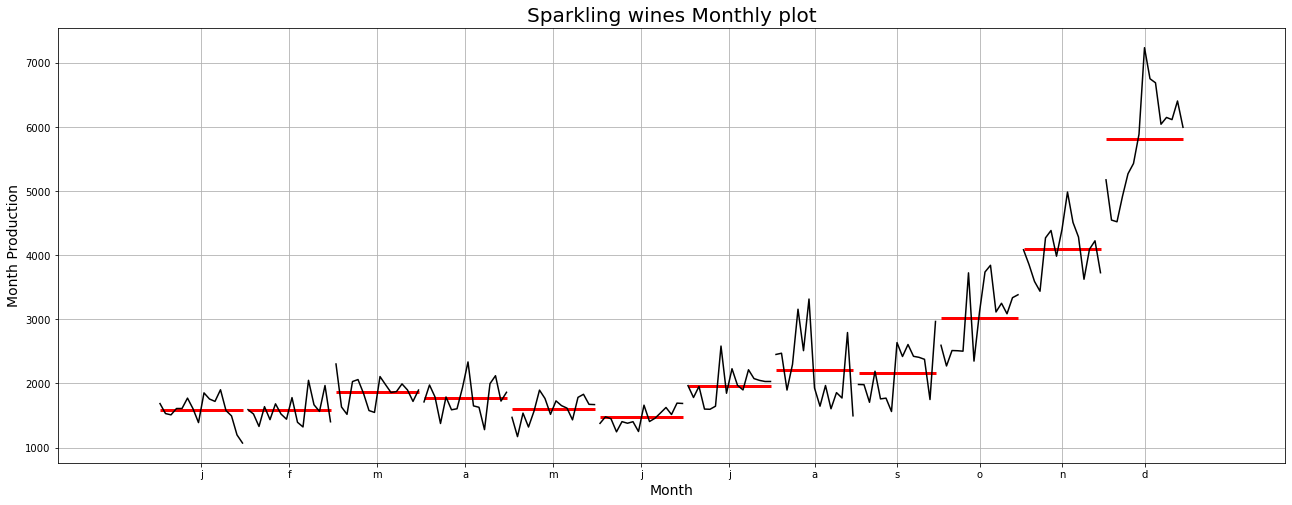 Sparkling wines Monthly plot
Month Production
7000
6000
5000
4000
3000
2000
1000
j f m a m j j a s o n d
Month